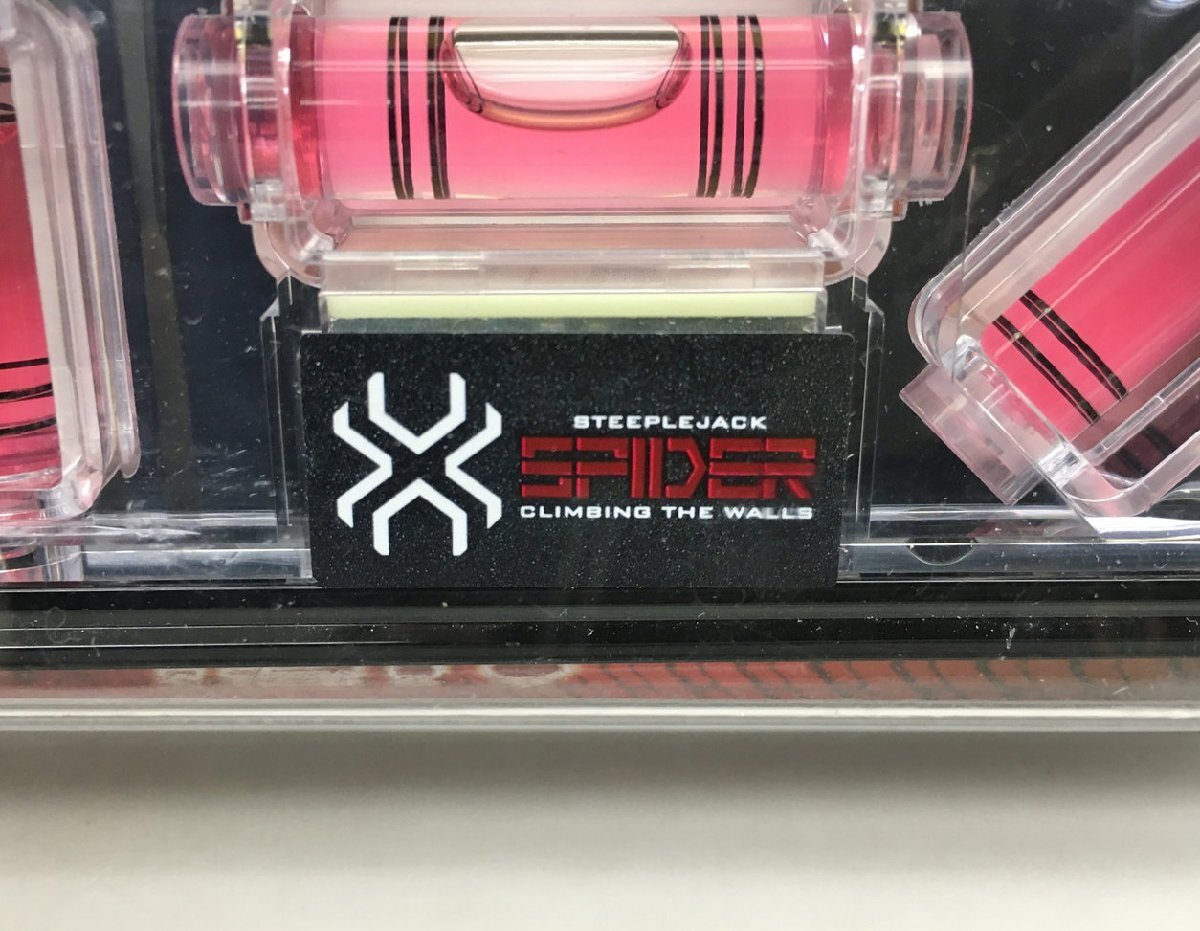 STEEPLEJACK
SPIDER
CLIMBING THE WALLS